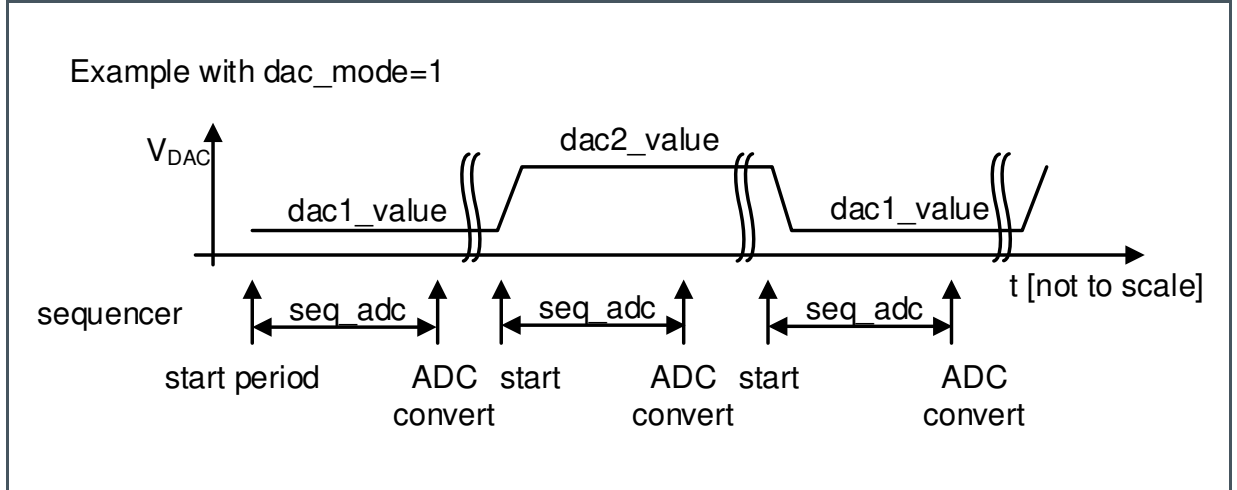 Example with dac_mode=1
VDAC
dac2_value
dac1_value
dac1_value
t [not to scale]
sequencer
seq_adc
seq_adc
seq_adc
start period
ADC convert
start
ADC convert
start
ADC convert